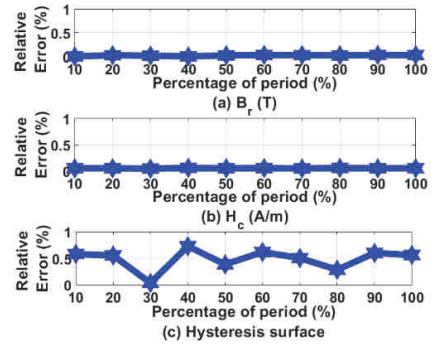 Relative
Error (%)
1
0.5
0
10 20 30 40 50 60 70 80 90 100
Percentage of period (%)
(a) B_r (T)
Relative
Error (%)
1
0.5
0
10 20 30 40 50 60 70 80 90 100
Percentage of period (%)
(b) H_c (A/m)
Relative
Error (%)
1
0.5
0
10 20 30 40 50 60 70 80 90 100
Percentage of period (%)
(c) Hysteresis surface